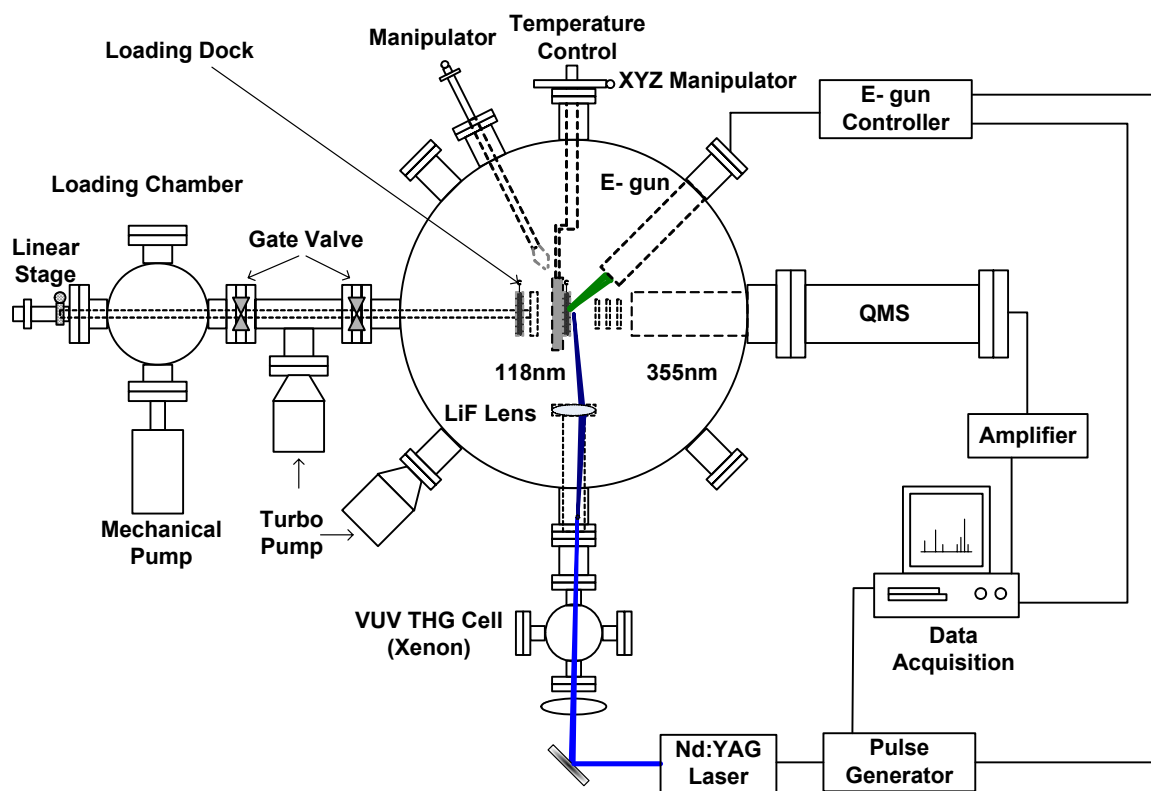 Manipulator
Temperature
Control
Loading Dock
XYZ Manipulator
E- gun
Controller
E- gun
Loading Chamber
Linear
Stage
Gate Valve
QMS
118nm
355nm
LiF Lens
Amplifier
Mechanical
Pump
Turbo
Pump
VUV THG Cell
(Xenon)
Data
Acquisition
Nd:YAG
Laser
Pulse
Generator